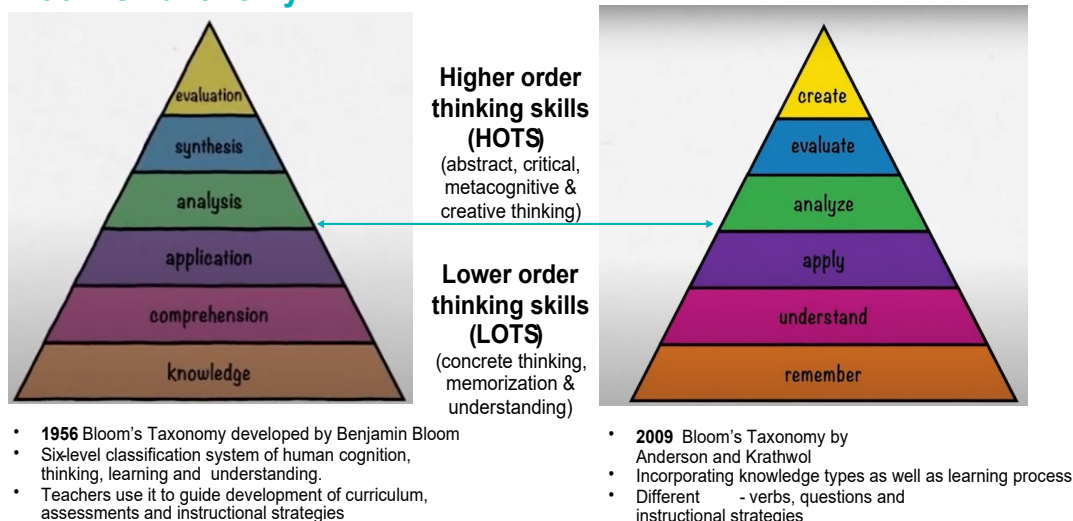 evaluation
synthesis
analysis
application
comprehension
knowledge
Higher order
thinking skills
(HOTS)
(abstract, critical,
metacognitive &
creative thinking)
Lower order
thinking skills
(LOTS)
(concrete thinking,
memorization &
understanding)
create
evaluate
analyze
apply
understand
remember
• 1956 Bloom's Taxonomy developed by Benjamin Bloom
• Six-level classification system of human cognition,
thinking, learning and understanding.
• Teachers use it to guide development of curriculum,
assessments and instructional strategies
• 2009 Bloom's Taxonomy by
Anderson and Krathwol
• Incorporating knowledge types as well as learning process
• Different - verbs, questions and
instructional strategies